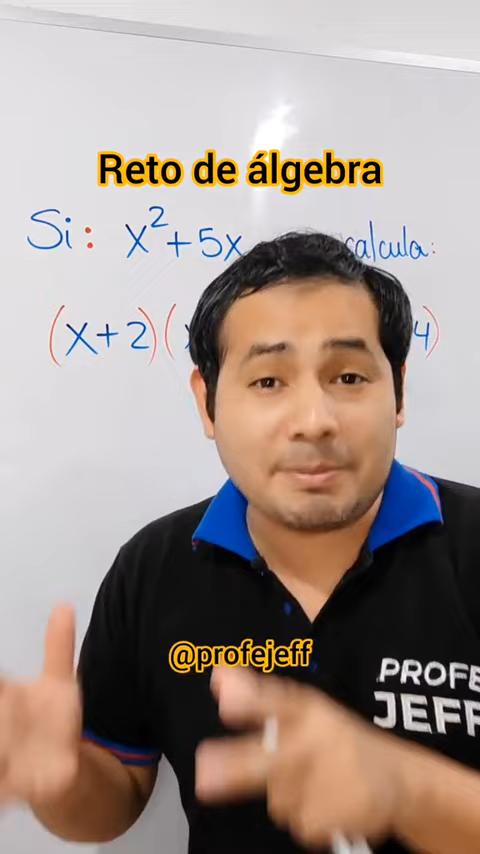 Reto de álgebra
Si: x²+5x calcula:
(x+2)( 4)
@profejeff
PROFE
JEFF